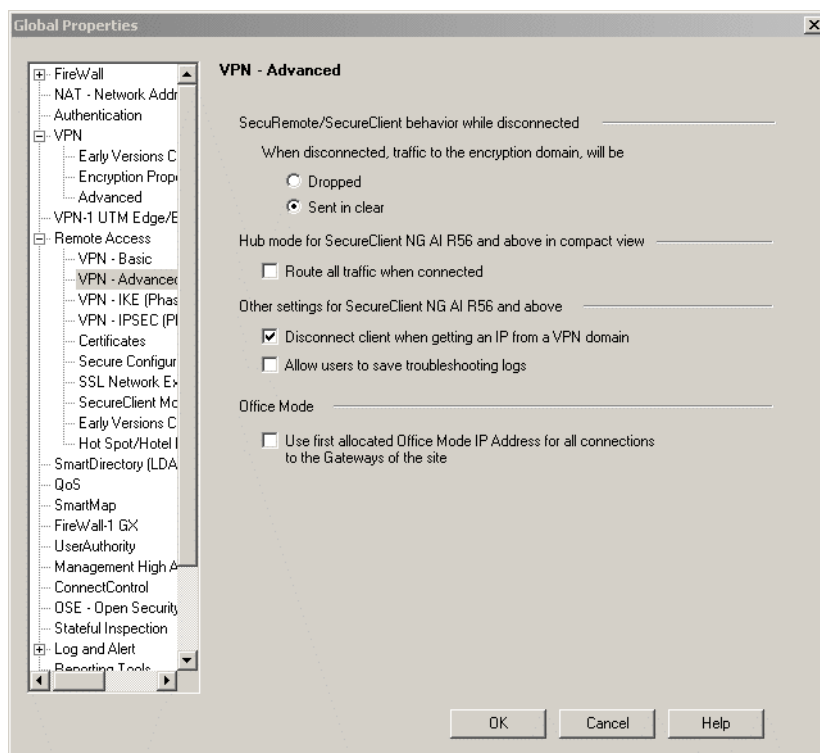 Global Properties
FireWall
NAT - Network Addr
Authentication
VPN
Early Versions C
Encryption Prope
Advanced
VPN-1 UTM Edge/E
Remote Access
VPN - Basic
VPN - Advanced
VPN - IKE (Phas
VPN - IPSEC (Pl
Certificates
Secure Configur
SSL Network Ex
SecureClient Mo
Early Versions C
Hot Spot/Hotel I
SmartDirectory (LDA
QoS
SmartMap
FireWall-1 GX
UserAuthority
Management High A
ConnectControl
OSE - Open Security
Stateful Inspection
Log and Alert
Reporting Tools
VPN - Advanced
SecuRemote/SecureClient behavior while disconnected
When disconnected, traffic to the encryption domain, will be
Dropped
Sent in clear
Hub mode for SecureClient NG AI R56 and above in compact view
Route all traffic when connected
Other settings for SecureClient NG AI R56 and above
Disconnect client when getting an IP from a VPN domain
Allow users to save troubleshooting logs
Office Mode
Use first allocated Office Mode IP Address for all connections
to the Gateways of the site
OK
Cancel
Help